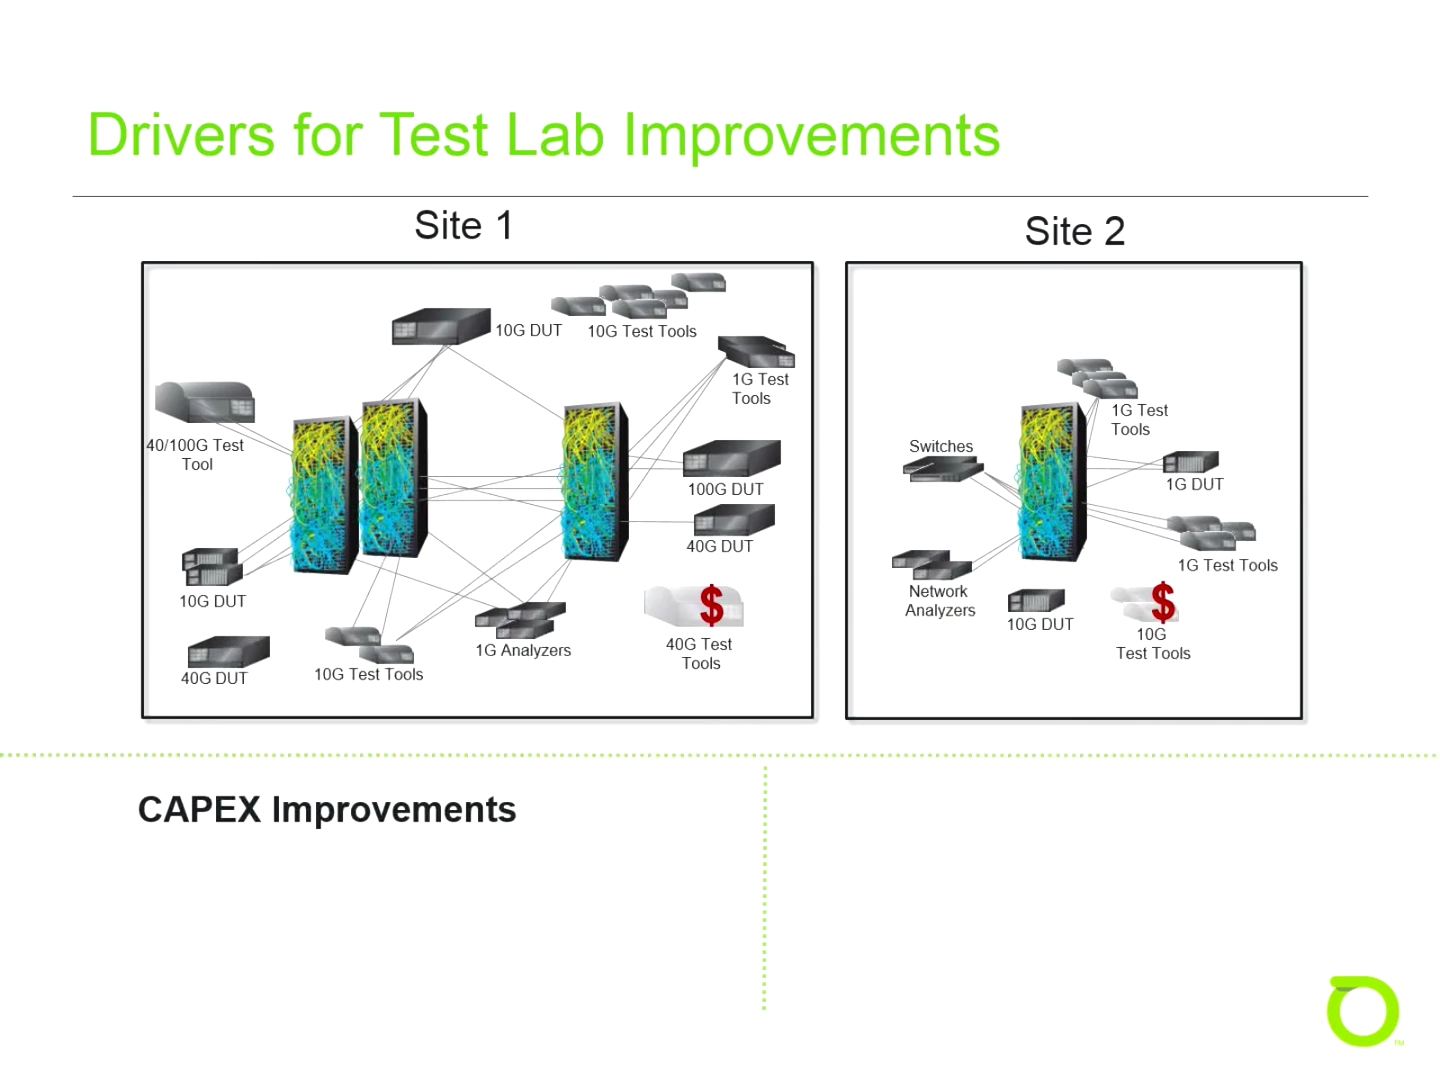 Drivers for Test Lab Improvements
Site 1
Site 2
10G DUT
10G Test Tools
1G Test
Tools
40/100G Test
Tool
100G DUT
40G DUT
10G DUT
40G DUT
10G Test Tools
1G Analyzers
$
40G Test
Tools
1G Test
Tools
Switches
1G DUT
1G Test Tools
Network
Analyzers
10G DUT
$
10G
Test Tools
CAPEX Improvements
TM